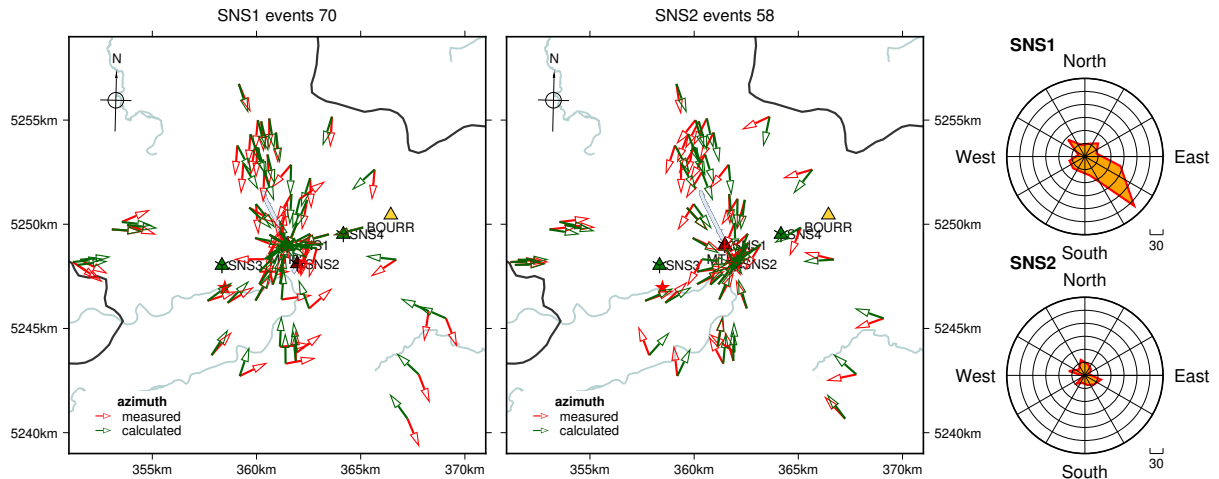 SNS1 events 70
SNS2 events 58
N
5255km
5250km
5245km
5240km
355km
360km
365km
370km
BOURR
SNS4
SNS1
SNS3
SNS2
azimuth
measured
calculated
N
BOURR
SNS4
SNS1
SNS3
SNS2
azimuth
measured
calculated
355km
360km
365km
370km
5255km
5250km
5245km
5240km
SNS1
North
West
East
South
30
SNS2
North
West
East
South
30